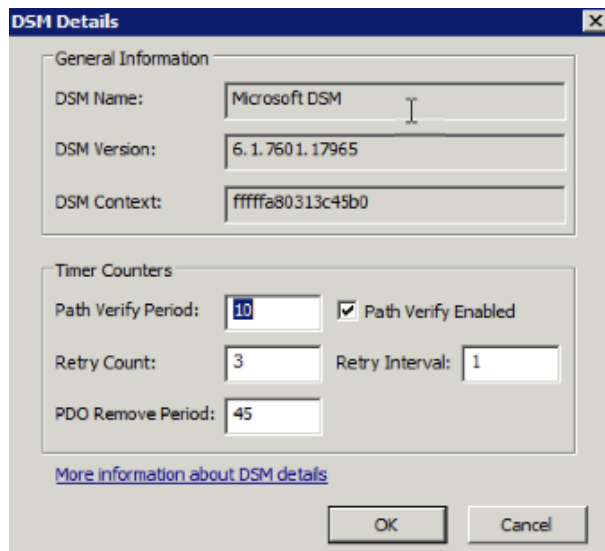 DSM Details
General Information
DSM Name: Microsoft DSM
DSM Version: 6.1.7601.17965
DSM Context: fffffa80313c45b0
Timer Counters
Path Verify Period: 10 Path Verify Enabled
Retry Count: 3 Retry Interval: 1
PDO Remove Period: 45
More information about DSM details
OK Cancel